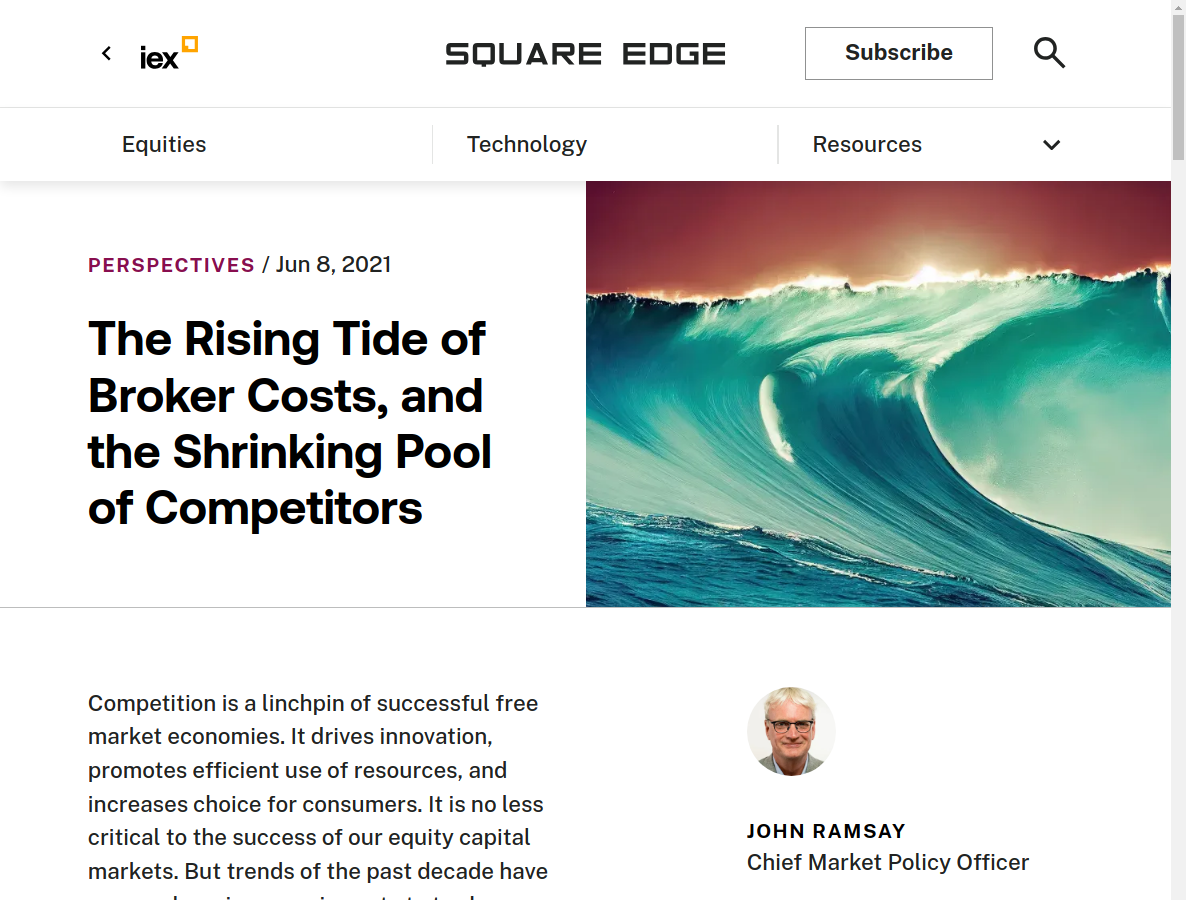 iex
SQUARE EDGE
Subscribe
Equities
Technology
Resources
PERSPECTIVES / Jun 8, 2021
The Rising Tide of
Broker Costs, and
the Shrinking Pool
of Competitors
Competition is a linchpin of successful free
market economies. It drives innovation,
promotes efficient use of resources, and
increases choice for consumers. It is no less
critical to the success of our equity capital
markets. But trends of the past decade have
JOHN RAMSAY
Chief Market Policy Officer